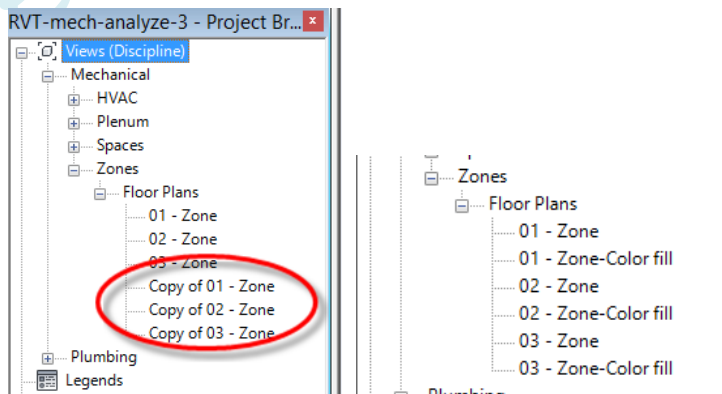 RVT-mech-analyze-3 - Project Br...
Views (Discipline)
Mechanical
HVAC
Plenum
Spaces
Zones
Floor Plans
01 - Zone
02 - Zone
03 - Zone
Copy of 01 - Zone
Copy of 02 - Zone
Copy of 03 - Zone
Plumbing
Legends
Zones
Floor Plans
01 - Zone
01 - Zone-Color fill
02 - Zone
02 - Zone-Color fill
03 - Zone
03 - Zone-Color fill